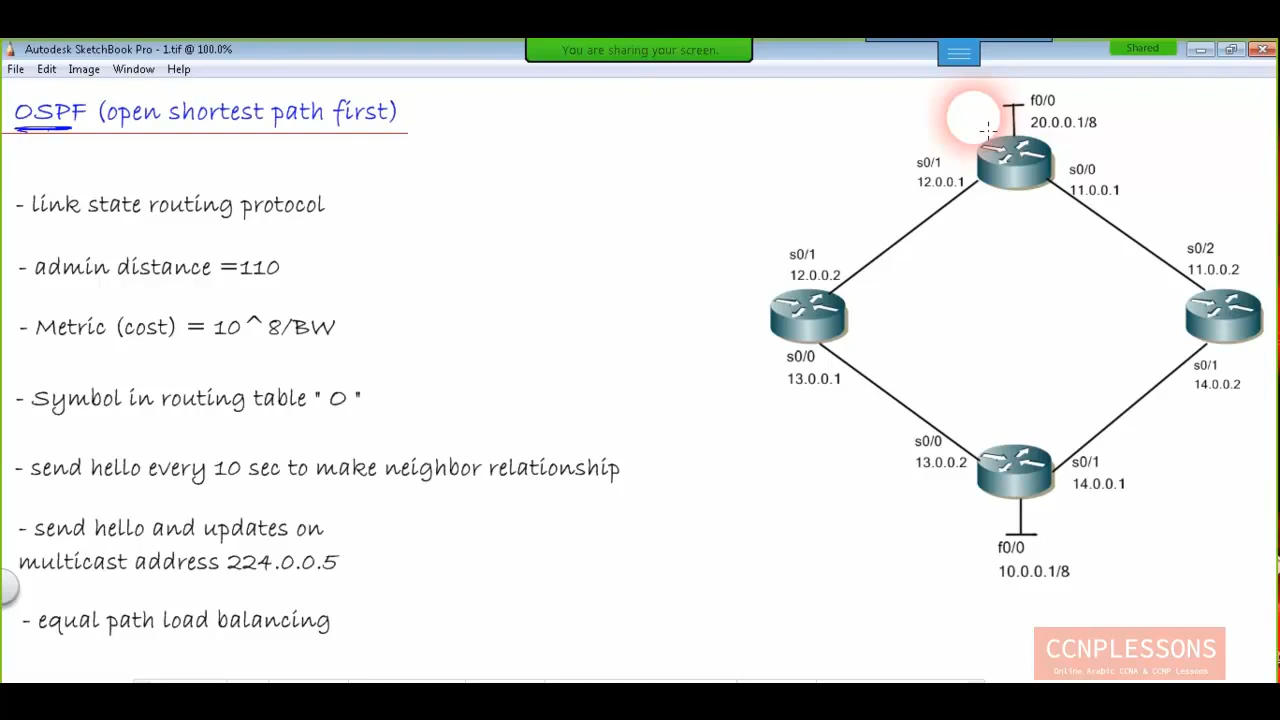 Autodesk SketchBook Pro - 1.tif @ 100.0%
You are sharing your screen.
Shared
File Edit Image Window Help
OSPF (open shortest path first)
- link state routing protocol
- admin distance =110
- Metric (cost) = 10^8/BW
- Symbol in routing table " O "
- send hello every 10 sec to make neighbor relationship
- send hello and updates on
multicast address 224.0.0.5
- equal path load balancing
f0/0
20.0.0.1/8
s0/1
12.0.0.1
s0/0
11.0.0.1
s0/1
12.0.0.2
s0/2
11.0.0.2
s0/0
13.0.0.1
s0/1
14.0.0.2
s0/0
13.0.0.2
s0/1
14.0.0.1
f0/0
10.0.0.1/8
CCNPLESSONS
Online Arabic CCNA & CCNP Lessons